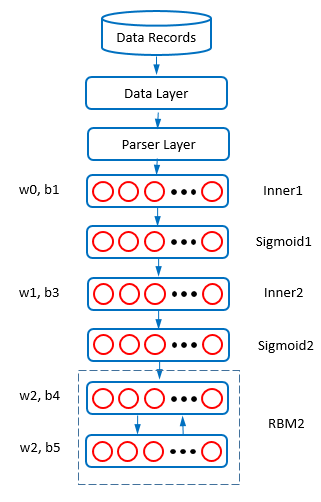 Data Records
Data Layer
Parser Layer
w0, b1 Inner1
Sigmoid1
w1, b3 Inner2
Sigmoid2
w2, b4
RBM2
w2, b5